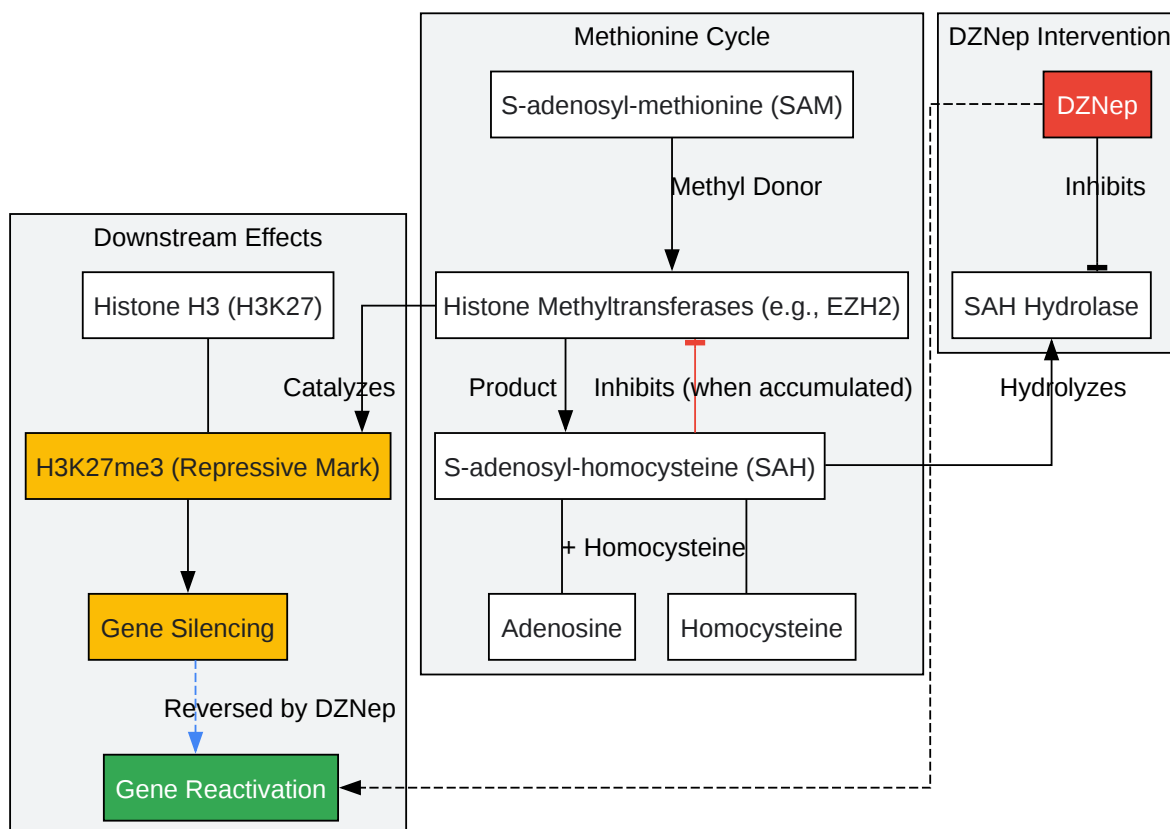 Methionine Cycle
DZNep Intervention
S-adenosyl-methionine (SAM)
DZNep
Methyl Donor
Inhibits
Downstream Effects
Histone H3 (H3K27)
Histone Methyltransferases (e.g., EZH2)
SAH Hydrolase
Catalyzes
Product
Inhibits (when accumulated)
Hydrolyzes
H3K27me3 (Repressive Mark)
S-adenosyl-homocysteine (SAH)
+ Homocysteine
Gene Silencing
Adenosine
Homocysteine
Reversed by DZNep
Gene Reactivation